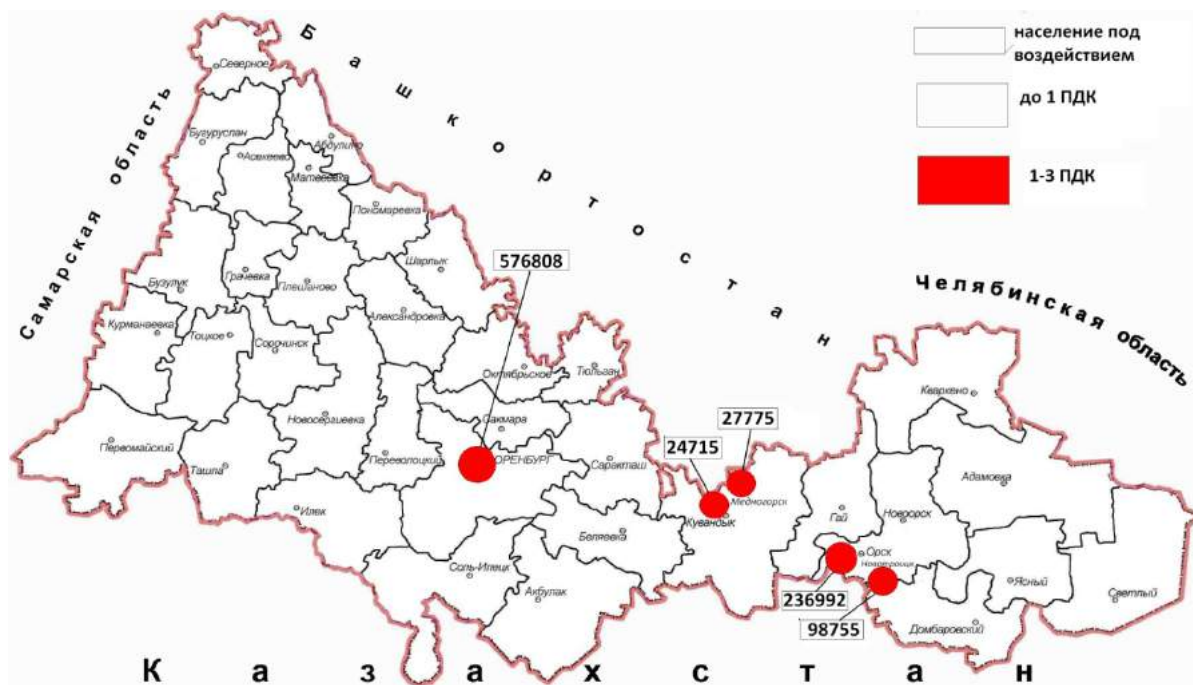 население под
воздействием
до 1 ПДК
1-3 ПДК
Башкортостан
Самарская область
Челябинская область
Казахстан
Северное
Бугуруслан
Абдулино
Асекеево
Матвеевка
Пономаревка
576808
Шарлык
Грачевка
Бузулук
Плешаново
Александровка
Курманаевка
Тоцкое
Сорочинск
Октябрьское
Тюльган
Кваркено
Новосергиевка
Сакмара
27775
24715
Первомайский
Ташла
Переволоцкий
ОРЕНБУРГ
Саракташ
Адамовка
Медногорск
Кувандык
Илек
Гай
Новоорск
Беляевка
Орск
Новотроицк
Соль-Илецк
Акбулак
Ясный
Светлый
236992
98755
Домбаровский